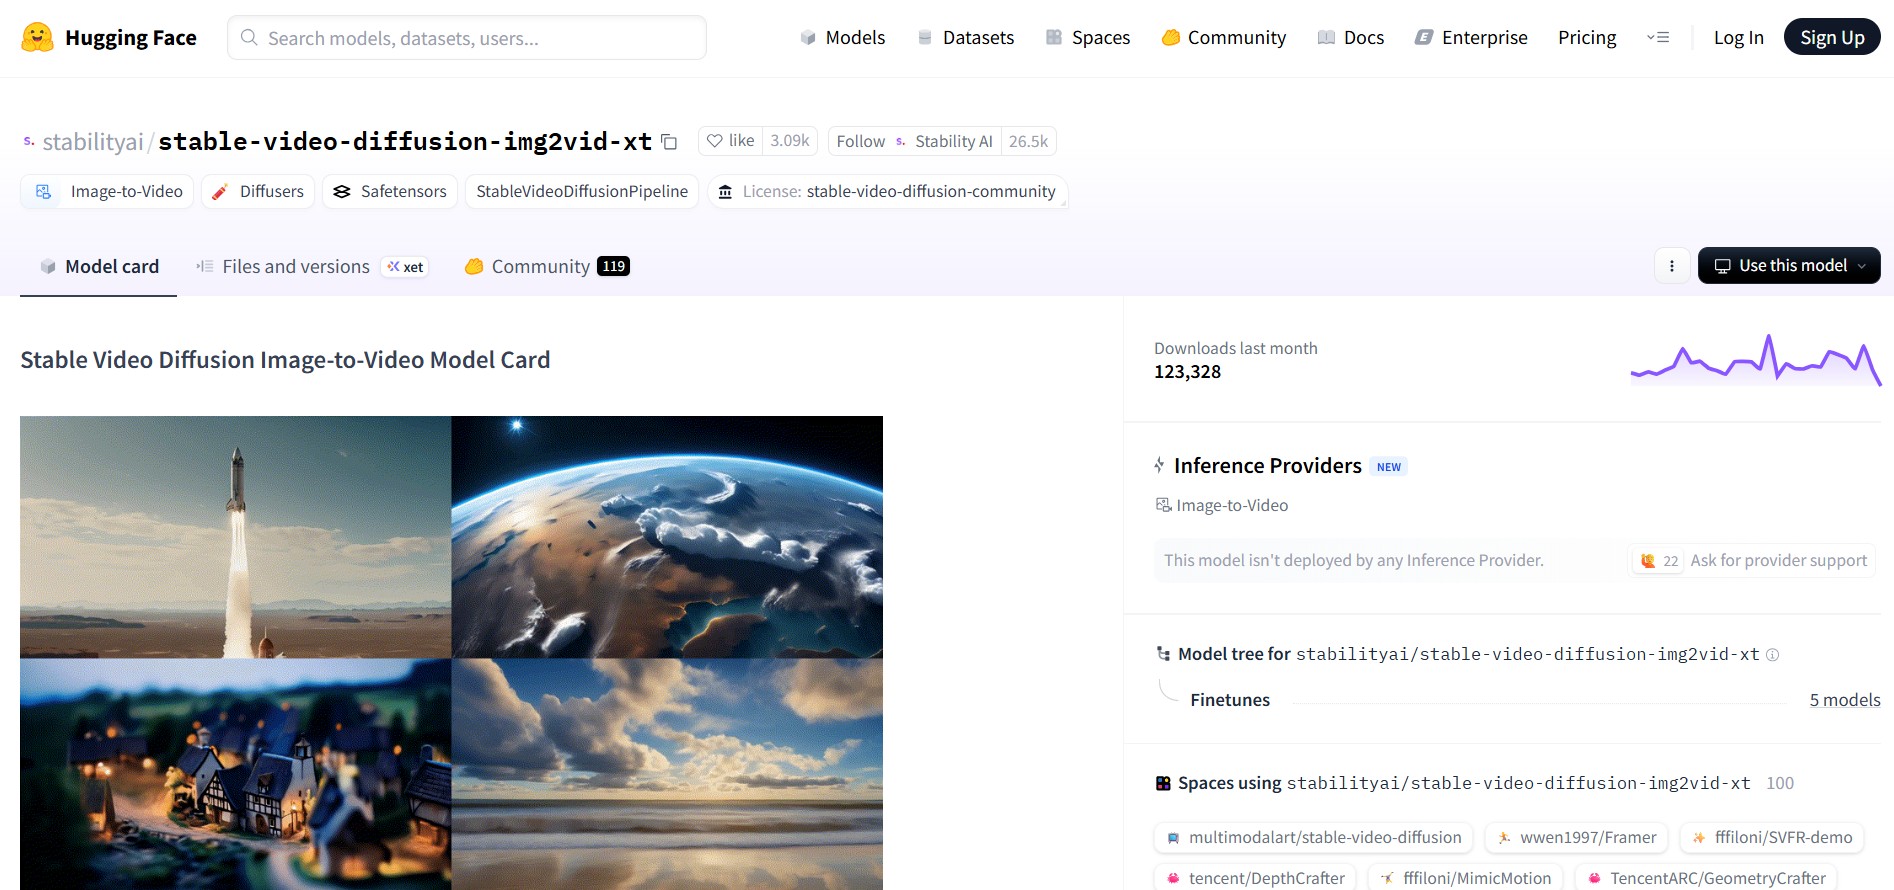 Hugging Face
Search models, datasets, users...
Models
Datasets
Spaces
Community
Docs
Enterprise
Pricing
Log In
Sign Up
stabilityai/stable-video-diffusion-img2vid-xt
like 3.09k
Follow Stability AI 26.5k
Image-to-Video
Diffusers
Safetensors
StableVideoDiffusionPipeline
License: stable-video-diffusion-community
Model card
Files and versions
xet
Community 119
Use this model
Stable Video Diffusion Image-to-Video Model Card
Downloads last month
123,328
Inference Providers NEW
Image-to-Video
This model isn't deployed by any Inference Provider.
22 Ask for provider support
Model tree for stabilityai/stable-video-diffusion-img2vid-xt
Finetunes
5 models
Spaces using stabilityai/stable-video-diffusion-img2vid-xt 100
multimodalart/stable-video-diffusion
wwen1997/Framer
fffiloni/SVFR-demo
tencent/DepthCrafter
fffiloni/MimicMotion
TencentARC/GeometryCrafter